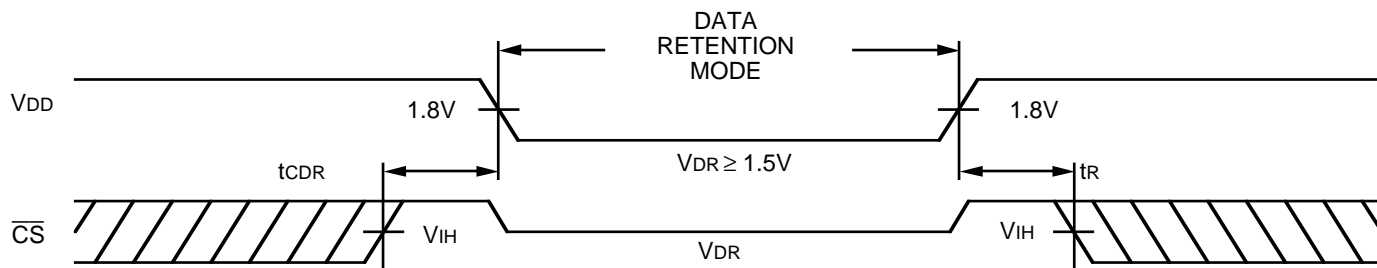 DATA
RETENTION
MODE
VDD
1.8V
1.8V
VDR ≥ 1.5V
tCDR
tR
CS
VIH
VDR
VIH